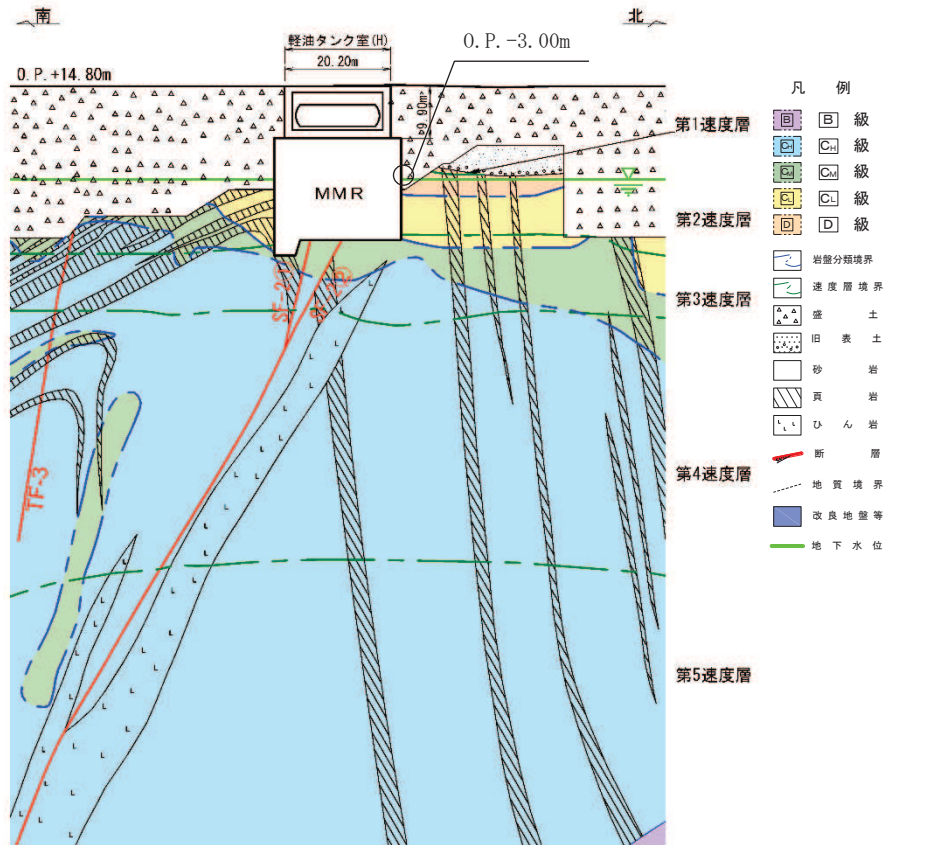 南
北
軽油タンク室(H)
20.20m
O.P.-3.00m
O.P.+14.80m
9.90m
MMR
第1速度層
第2速度層
第3速度層
第4速度層
第5速度層
TF-3
凡 例
B B 級
CH CH 級
CM CM 級
CL CL 級
D D 級
岩盤分類境界
速度層境界
盛 土
旧 表 土
砂 岩
頁 岩
ひ ん 岩
断 層
地 質 境 界
改 良 地 盤 等
地 下 水 位